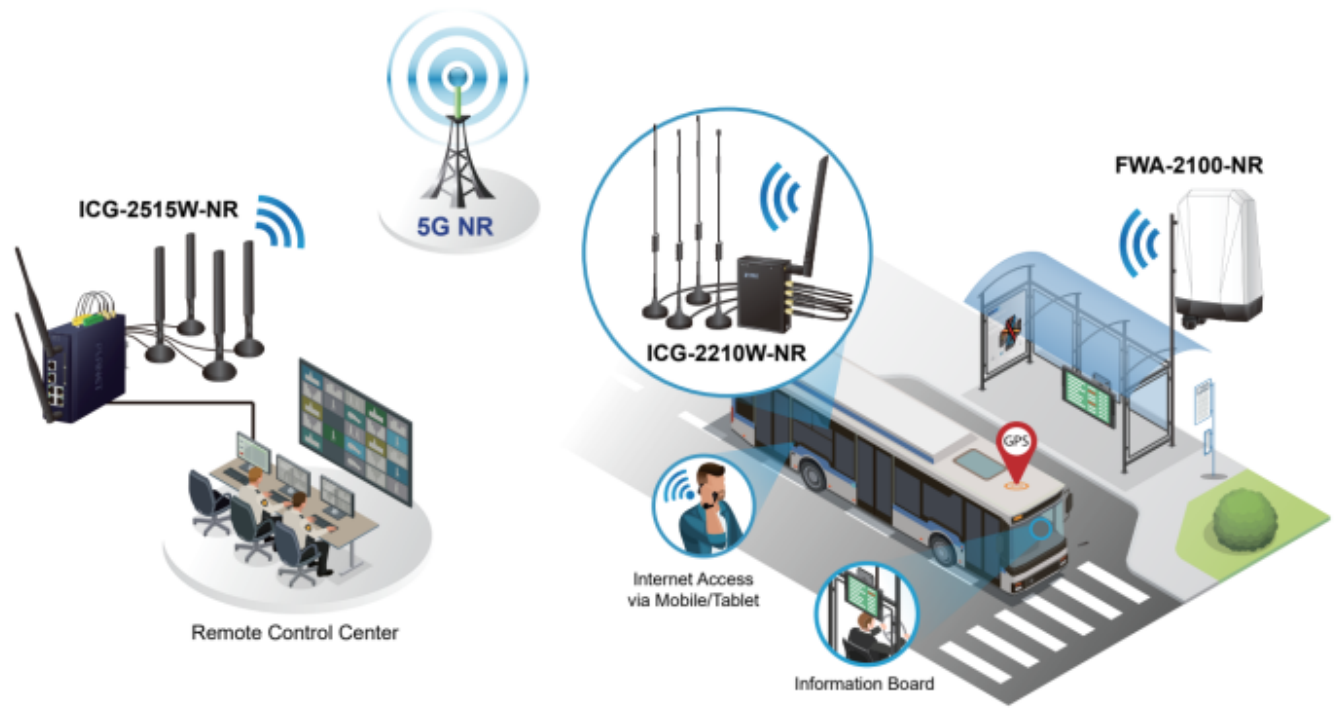 5G NR
ICG-2515W-NR
PLANET
Remote Control Center
ICG-2210W-NR
FWA-2100-NR
GPS
Internet Access
via Mobile/Tablet
Information Board